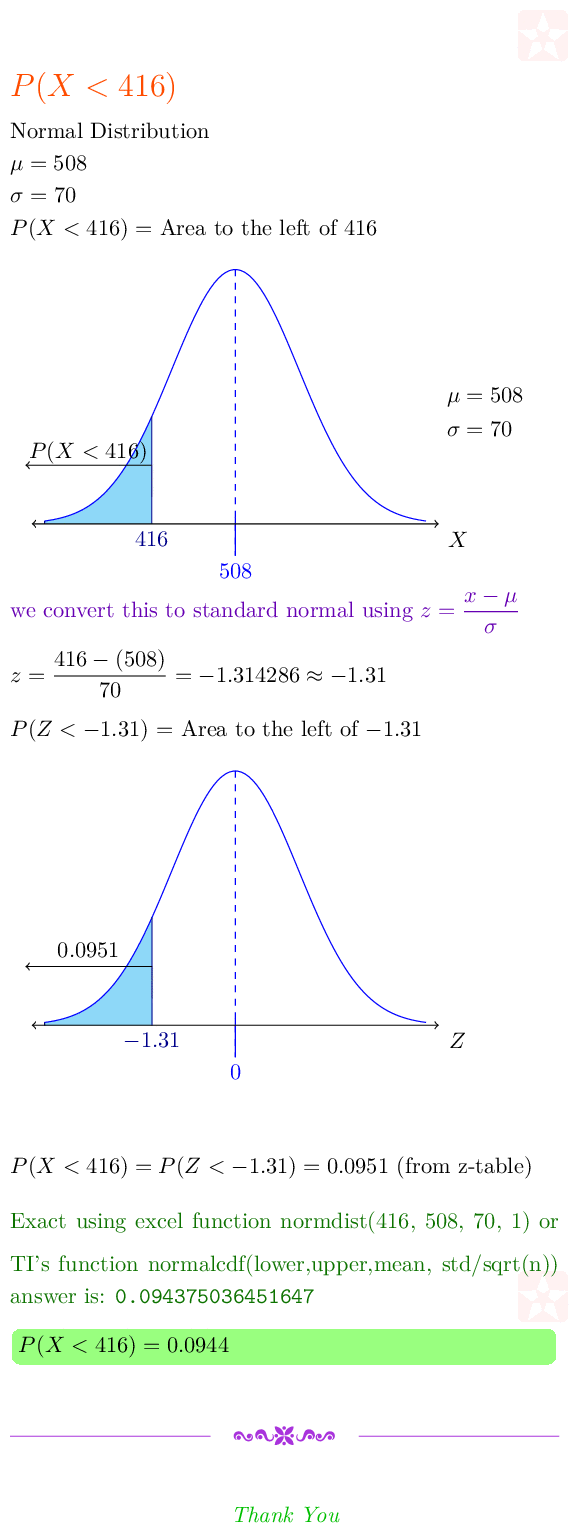 P(X < 416)
Normal Distribution
μ = 508
σ = 70
P(X < 416) = Area to the left of 416
μ = 508
σ = 70
P(X < 416)
416
X
508
we convert this to standard normal using z = (x − μ)/σ
z = (416 − (508))/70 = −1.314286 ≈ −1.31
P(Z < −1.31) = Area to the left of −1.31
0.0951
−1.31
Z
0
P(X < 416) = P(Z < −1.31) = 0.0951 (from z-table)
Exact using excel function normdist(416, 508, 70, 1) or
TI's function normalcdf(lower,upper,mean, std/sqrt(n))
answer is: 0.094375036451647
P(X < 416) = 0.0944
Thank You